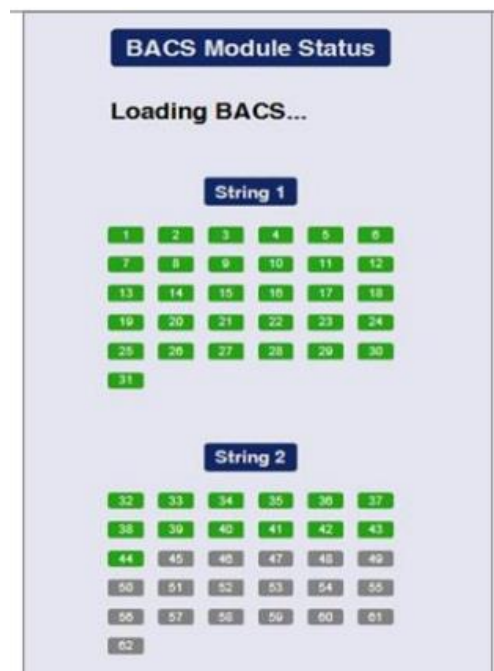 BACS Module Status
Loading BACS...
String 1
1 2 3 4 5 6
7 8 9 10 11 12
13 14 15 16 17 18
19 20 21 22 23 24
25 26 27 28 29 30
31
String 2
32 33 34 35 36 37
38 39 40 41 42 43
44 45 46 47 48 49
50 51 52 53 54 55
56 57 58 59 60 61
62